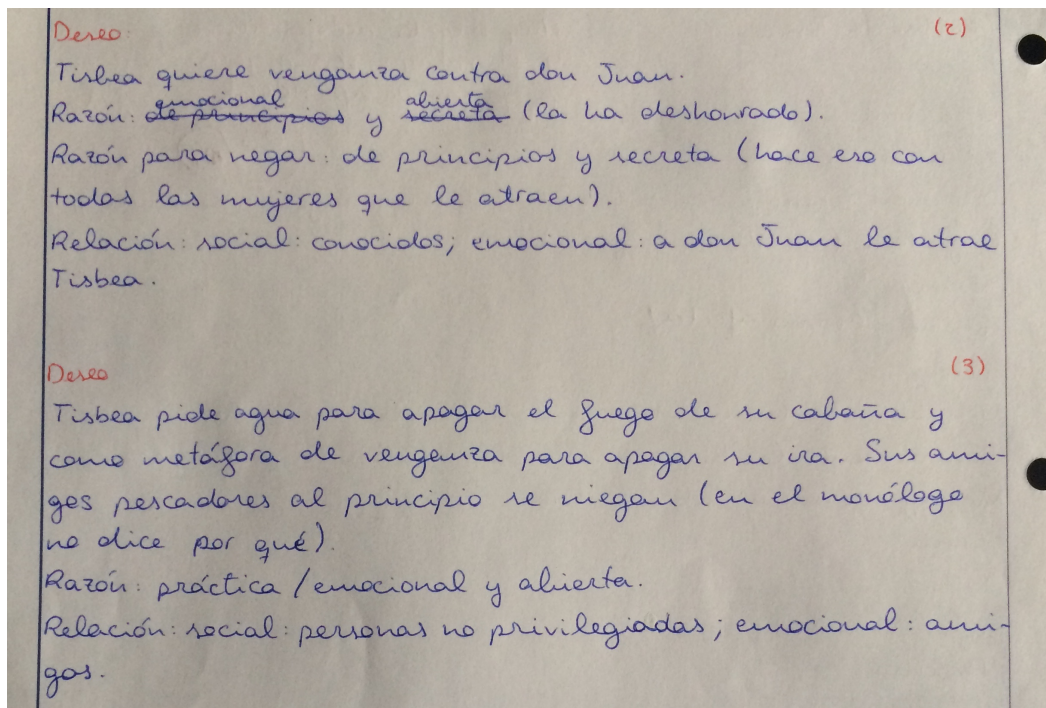 Deseo: (2)
Tisbea quiere venganza contra don Juan.
emocional abierta
Razón: de principios y secreta (la ha deshonrado).
Razón para negar: de principios y secreta (hace eso con
todas las mujeres que le atraen).
Relación: social: conocidos; emocional: a don Juan le atrae
Tisbea.
Deseo (3)
Tisbea pide agua para apagar el fuego de su cabaña y
como metáfora de venganza para apagar su ira. Sus ami-
gos pescadores al principio se niegan (en el monólogo
no dice por qué).
Razón: práctica / emocional y abierta.
Relación: social: personas no privilegiadas; emocional: ami-
gos.